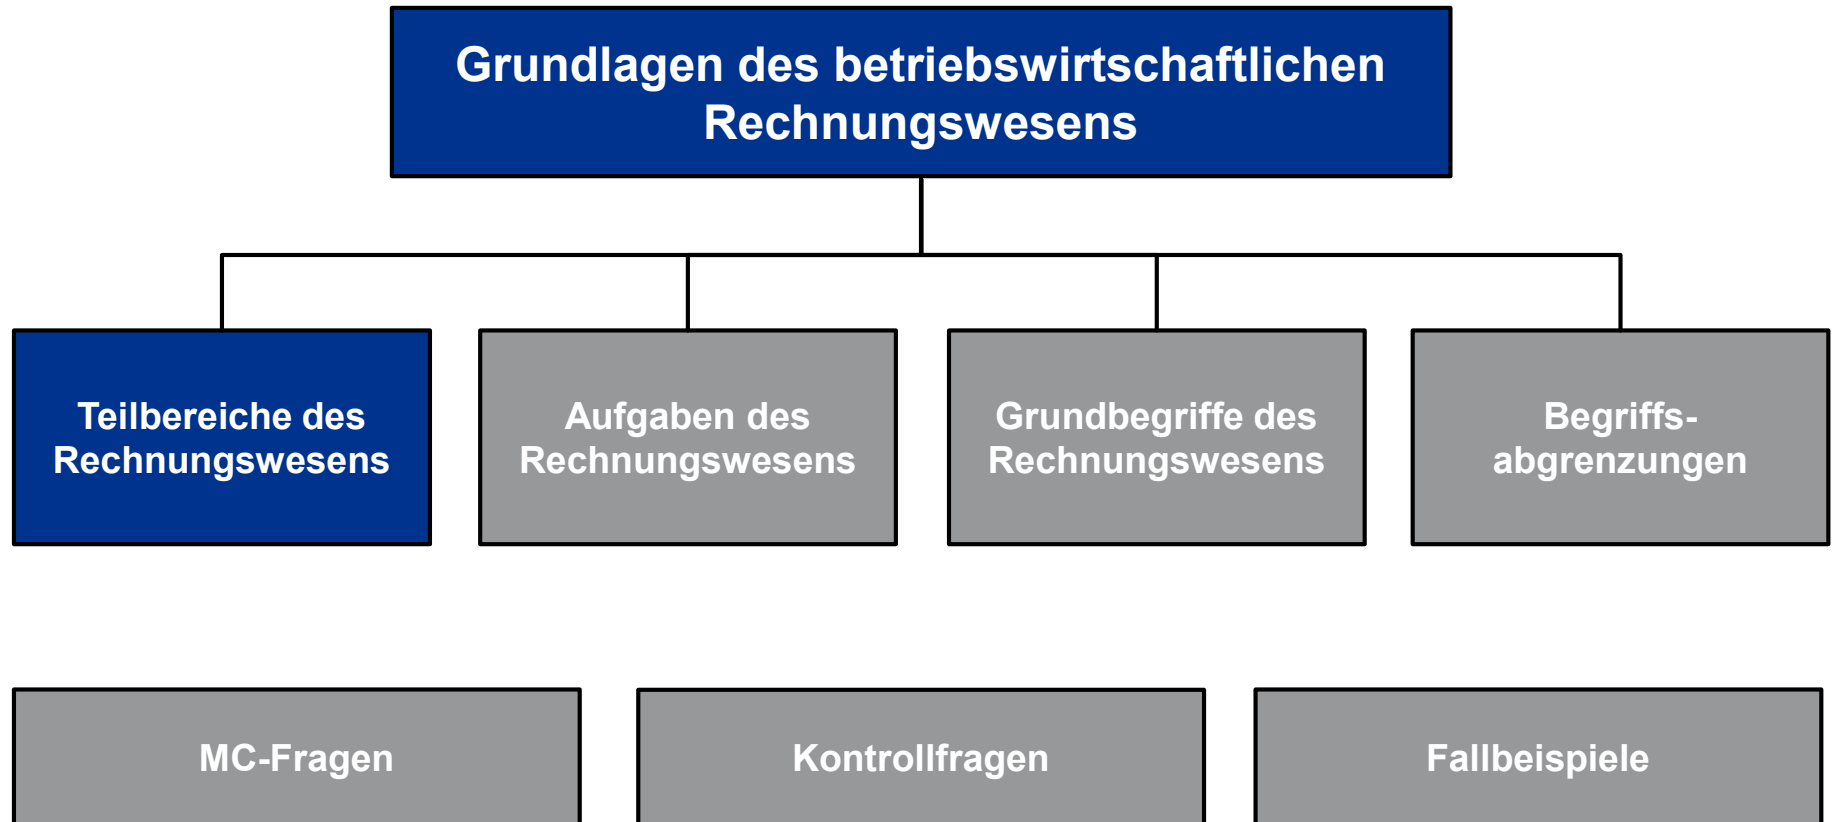 Grundlagen des betriebswirtschaftlichen
Rechnungswesens
Teilbereiche des
Rechnungswesens
Aufgaben des
Rechnungswesens
Grundbegriffe des
Rechnungswesens
Begriffs-
abgrenzungen
MC-Fragen
Kontrollfragen
Fallbeispiele